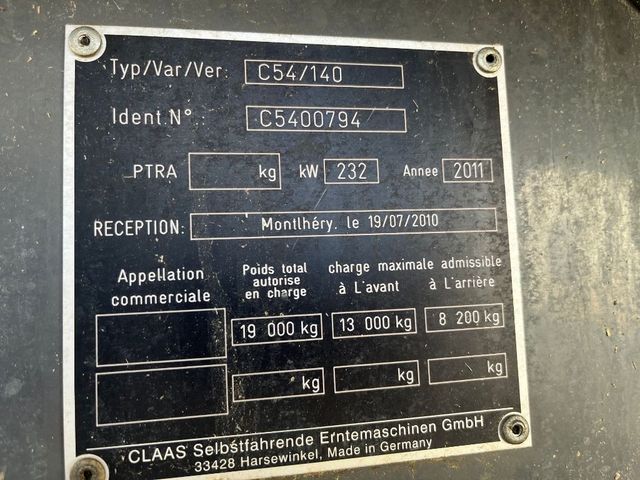 Typ/Var/Ver: C54/140
Ident.N° C5400794
PTRA kg kW 232 Annee 2011
RECEPTION: Montlhéry. le 19/07/2010
Appellation commerciale Poids total autorise en charge charge maximale admissible à L'avant à L'arrière
19 000 kg 13 000 kg 8 200 kg
kg kg kg
CLAAS Selbstfahrende Erntemaschinen GmbH
33428 Harsewinkel, Made in Germany